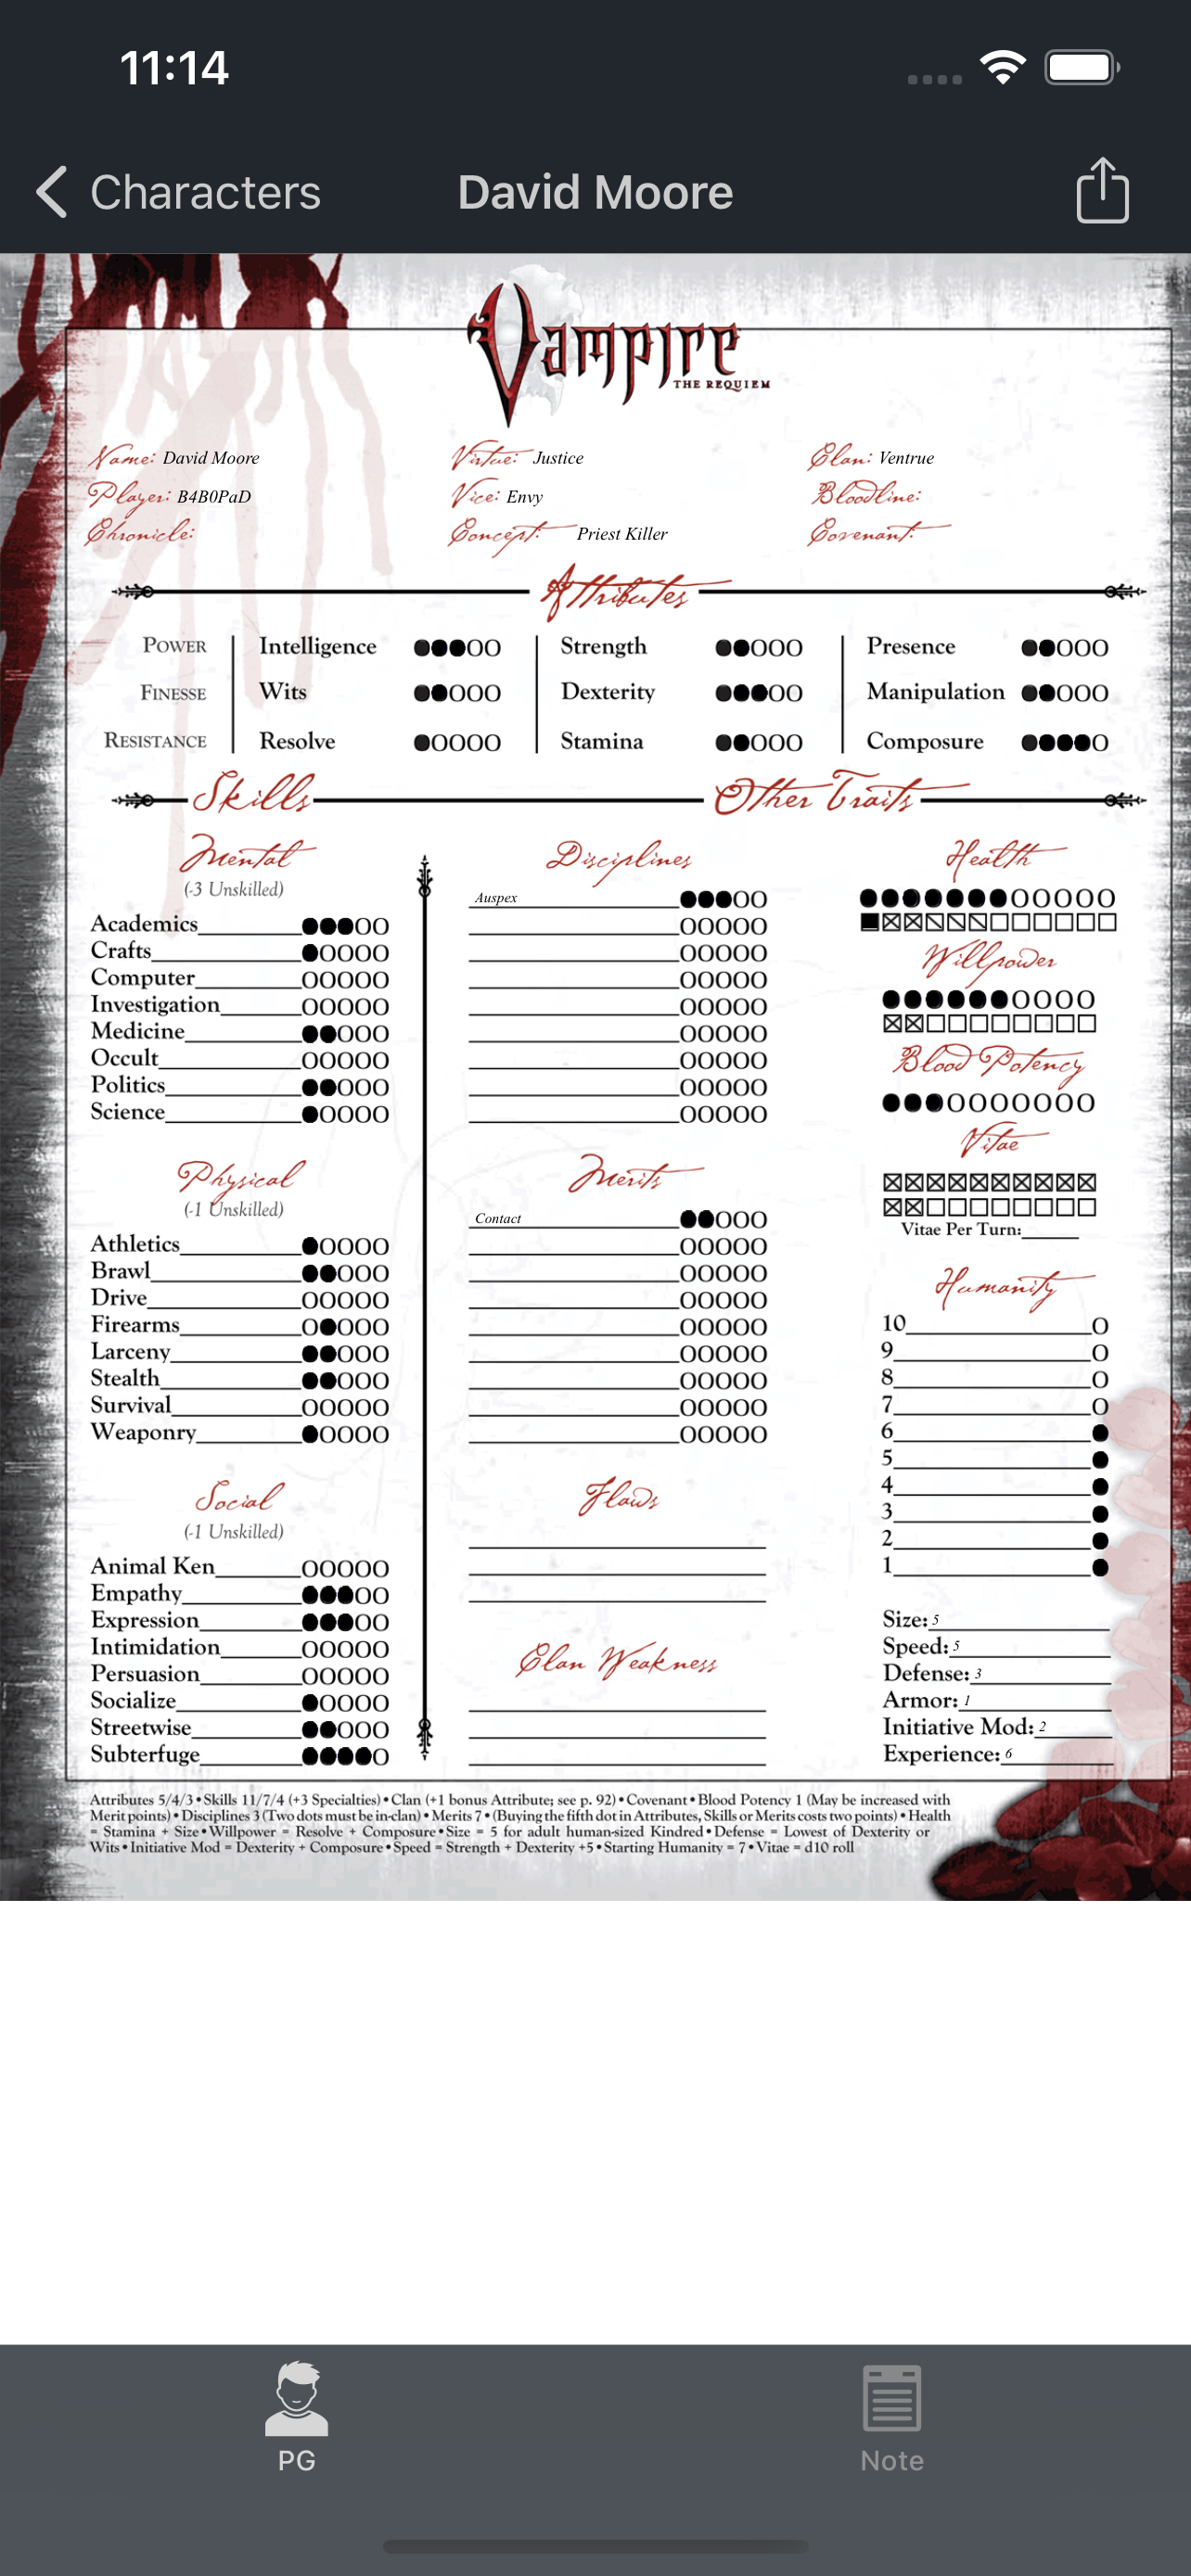 11:14
Characters
David Moore
Vampire
THE REQUIEM
Name: David Moore
Virtue: Justice
Clan: Ventrue
Player: B4B0PaD
Vice: Envy
Bloodline:
Chronicle:
Concept: Priest Killer
Covenant:
Attributes
POWER Intelligence Strength Presence
FINESSE Wits Dexterity Manipulation
RESISTANCE Resolve Stamina Composure
Skills
Other Traits
Mental
(-3 Unskilled)
Academics
Crafts
Computer
Investigation
Medicine
Occult
Politics
Science
Physical
(-1 Unskilled)
Athletics
Brawl
Drive
Firearms
Larceny
Stealth
Survival
Weaponry
Social
(-1 Unskilled)
Animal Ken
Empathy
Expression
Intimidation
Persuasion
Socialize
Streetwise
Subterfuge
Disciplines
Auspex
Merits
Contact
Flaws
Clan Weakness
Health
Willpower
Blood Potency
Vitae
Vitae Per Turn:
Humanity
10
9
8
7
6
5
4
3
2
1
Size: 5
Speed: 5
Defense: 3
Armor: 1
Initiative Mod: 2
Experience: 6
Attributes 5/4/3 • Skills 11/7/4 (+3 Specialties) • Clan (+1 bonus Attribute; see p. 92) • Covenant • Blood Potency 1 (May be increased with
Merit points) • Disciplines 3 (Two dots must be in-clan) • Merits 7 • (Buying the fifth dot in Attributes, Skills or Merits costs two points) • Health
= Stamina + Size • Willpower = Resolve + Composure • Size = 5 for adult human-sized Kindred • Defense = Lowest of Dexterity or
Wits • Initiative Mod = Dexterity + Composure • Speed = Strength + Dexterity +5 • Starting Humanity = 7 • Vitae = d10 roll
PG
Note